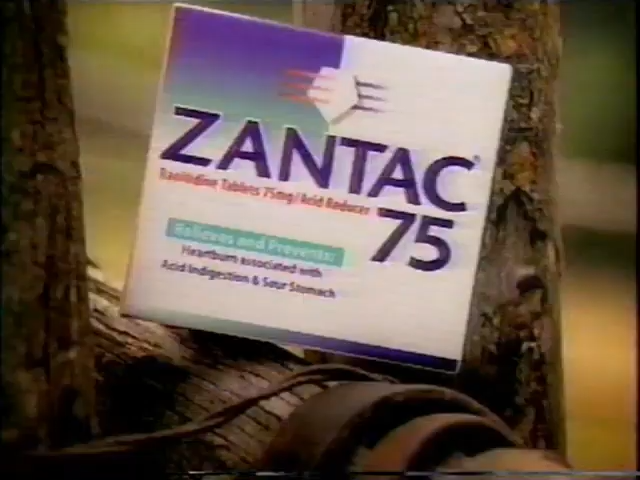 ZANTAC®
Ranitidine Tablets 75mg/Acid Reducer
75
Relieves and Prevents:
Heartburn associated with
Acid Indigestion & Sour Stomach